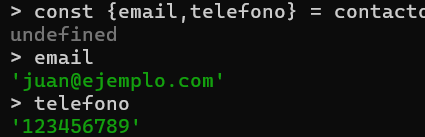 > const {email,telefono} = contacto
undefined
> email
'juan@ejemplo.com'
> telefono
'123456789'